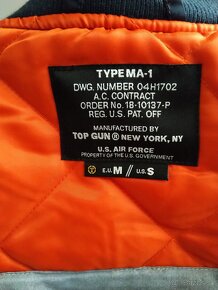 TYPE MA-1
DWG. NUMBER 04H1702
A.C. CONTRACT
ORDER No. 18-10137-P
REG. U.S. PAT. OFF
MANUFACTURED BY
TOP GUN® NEW YORK, NY
U.S. AIR FORCE
PROPERTY OF THE U.S. GOVERNMENT
E.U M // U.S S